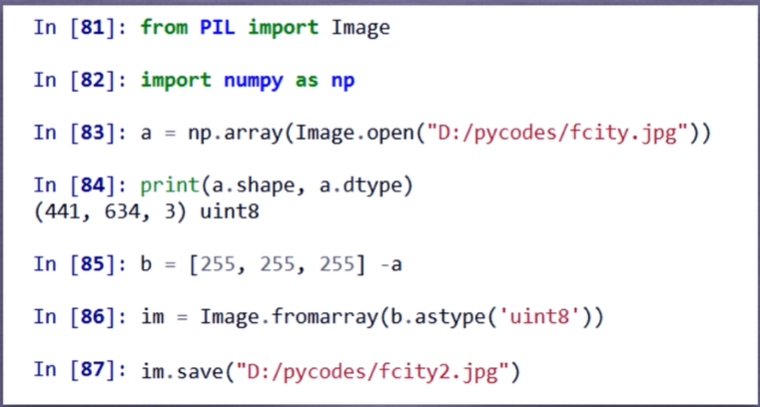 In [81]: from PIL import Image
In [82]: import numpy as np
In [83]: a = np.array(Image.open("D:/pycodes/fcity.jpg"))
In [84]: print(a.shape, a.dtype)
(441, 634, 3) uint8
In [85]: b = [255, 255, 255] -a
In [86]: im = Image.fromarray(b.astype('uint8'))
In [87]: im.save("D:/pycodes/fcity2.jpg")